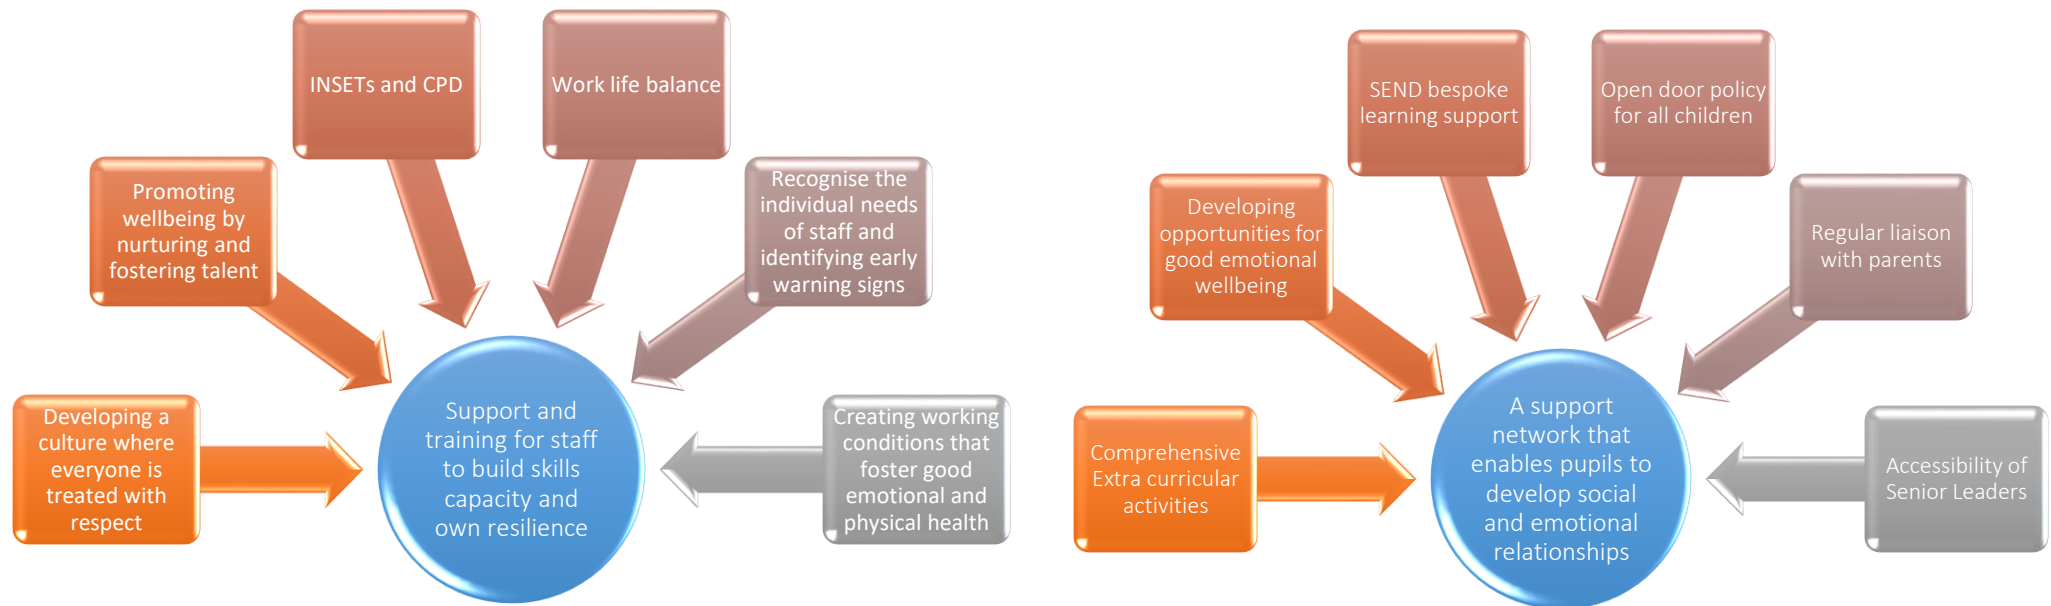 Developing a
culture where
everyone is
treated with
respect
Promoting
wellbeing by
nurturing and
fostering talent
INSETs and CPD
Work life balance
Recognise the
individual needs
of staff and
identifying early
warning signs
Creating working
conditions that
foster good
emotional and
physical health
Support and
training for staff
to build skills
capacity and
own resilience
Comprehensive
Extra curricular
activities
Developing
opportunities for
good emotional
wellbeing
SEND bespoke
learning support
Open door policy
for all children
Regular liaison
with parents
Accessibility of
Senior Leaders
A support
network that
enables pupils to
develop social
and emotional
relationships